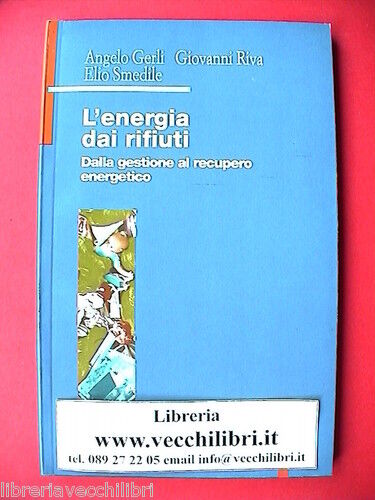 Angelo Gerli   Giovanni Riva
Elio Smedile
L'energia
dai rifiuti
Dalla gestione al recupero
energetico
Libreria
www.vecchilibri.it
tel. 089 27 22 05 email info@vecchilibri.it
libreriavecchilibri